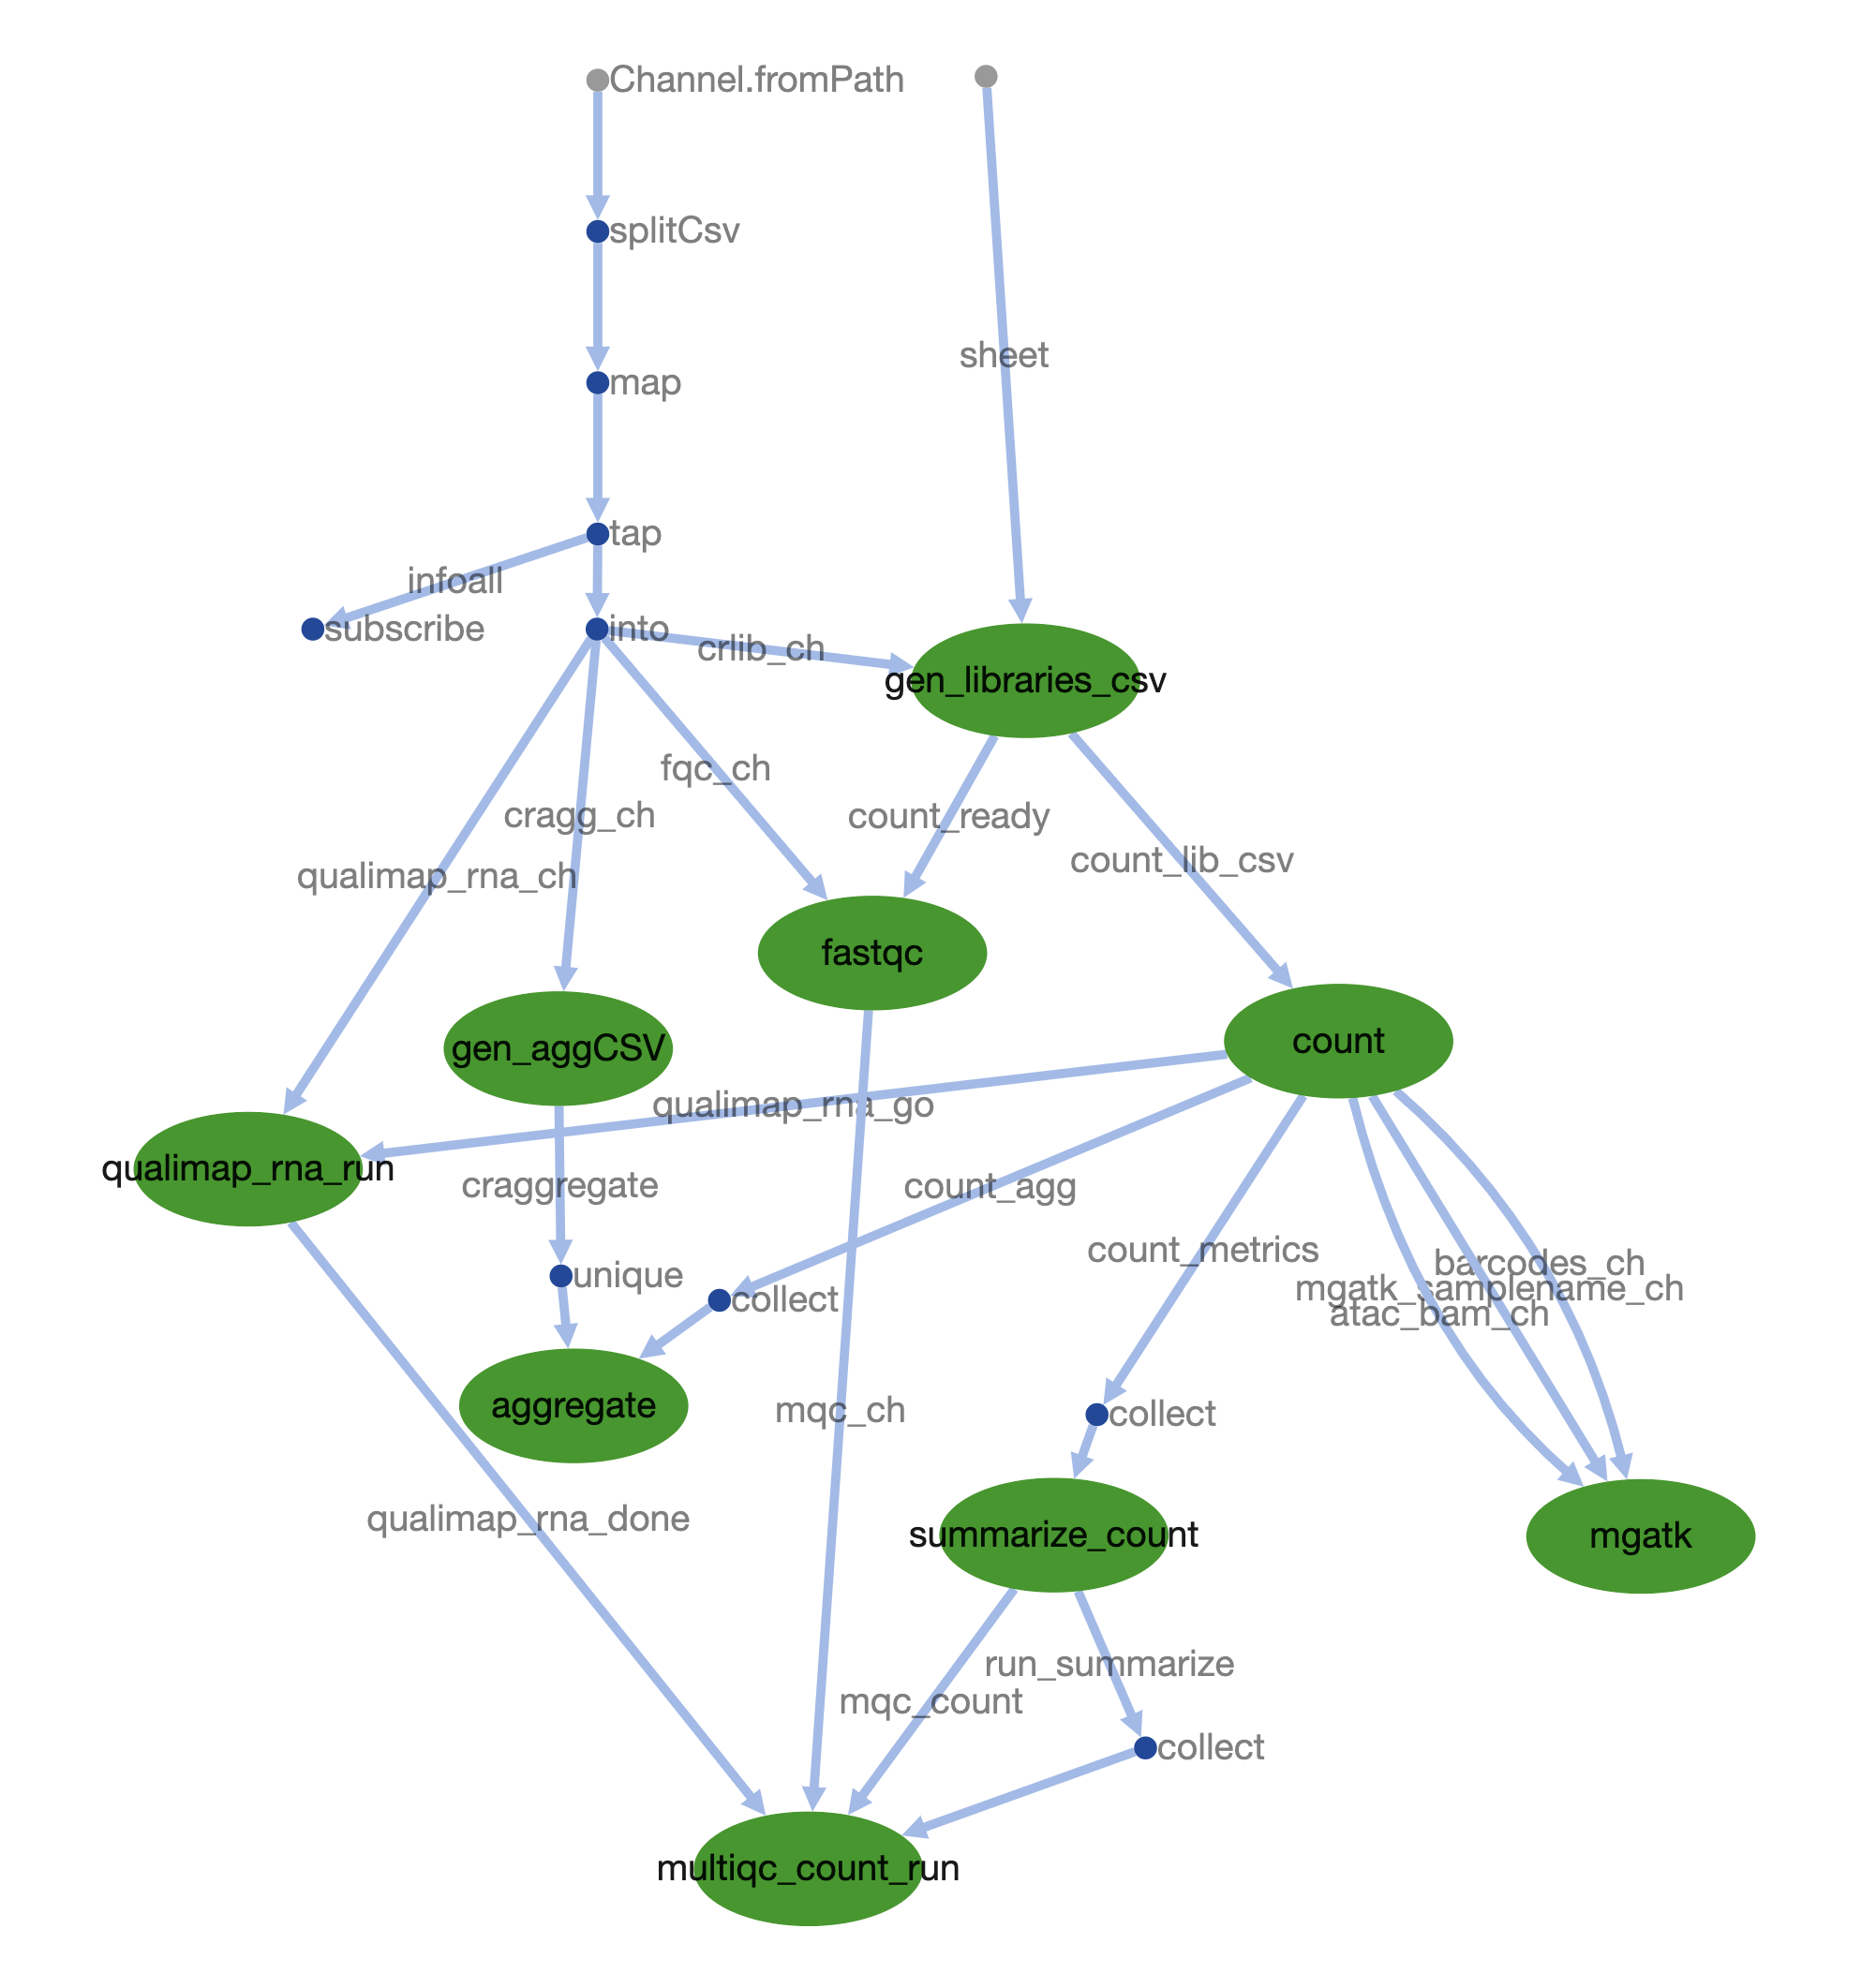 Channel.fromPath
splitCsv
sheet
map
tap
infoall
subscribe
into
crlib_ch
gen_libraries_csv
fqc_ch
cragg_ch
count_ready
count_lib_csv
qualimap_rna_ch
fastqc
gen_aggCSV
count
qualimap_rna_go
qualimap_rna_run
craggregate
count_agg
count_metrics
barcodes_ch
mgatk_samplename_ch
atac_bam_ch
unique
collect
aggregate
mqc_ch
collect
qualimap_rna_done
summarize_count
mgatk
run_summarize
mqc_count
collect
multiqc_count_run